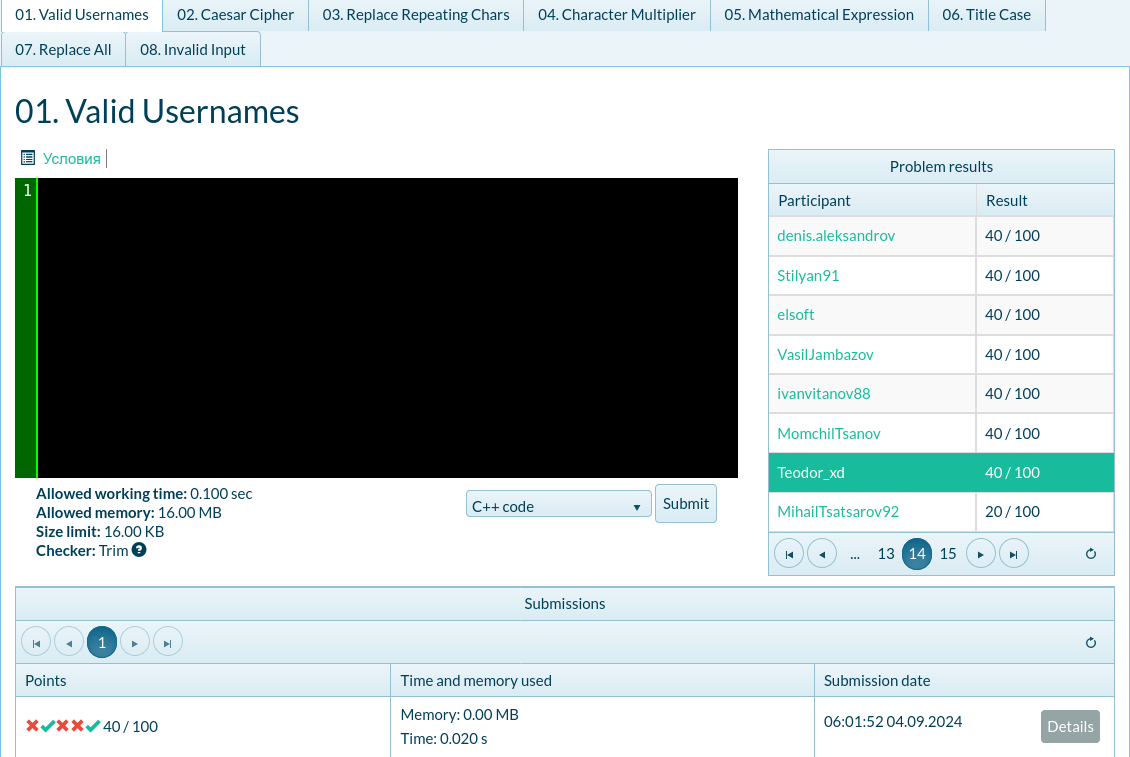 01. Valid Usernames
02. Caesar Cipher
03. Replace Repeating Chars
04. Character Multiplier
05. Mathematical Expression
06. Title Case
07. Replace All
08. Invalid Input
01. Valid Usernames
Условия
1
Allowed working time: 0.100 sec
Allowed memory: 16.00 MB
Size limit: 16.00 KB
Checker: Trim ?
C++ code
Submit
Problem results
Participant Result
denis.aleksandrov 40 / 100
Stilyan91 40 / 100
elsoft 40 / 100
VasilJambazov 40 / 100
ivanvitanov88 40 / 100
MomchilTsanov 40 / 100
Teodor_xd 40 / 100
MihailTsatsarov92 20 / 100
... 13 14 15
Submissions
1
Points Time and memory used Submission date
40 / 100
Memory: 0.00 MB
Time: 0.020 s
06:01:52 04.09.2024
Details